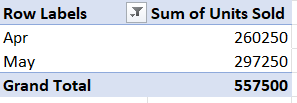 Row Labels Sum of Units Sold
Apr 260250
May 297250
Grand Total 557500